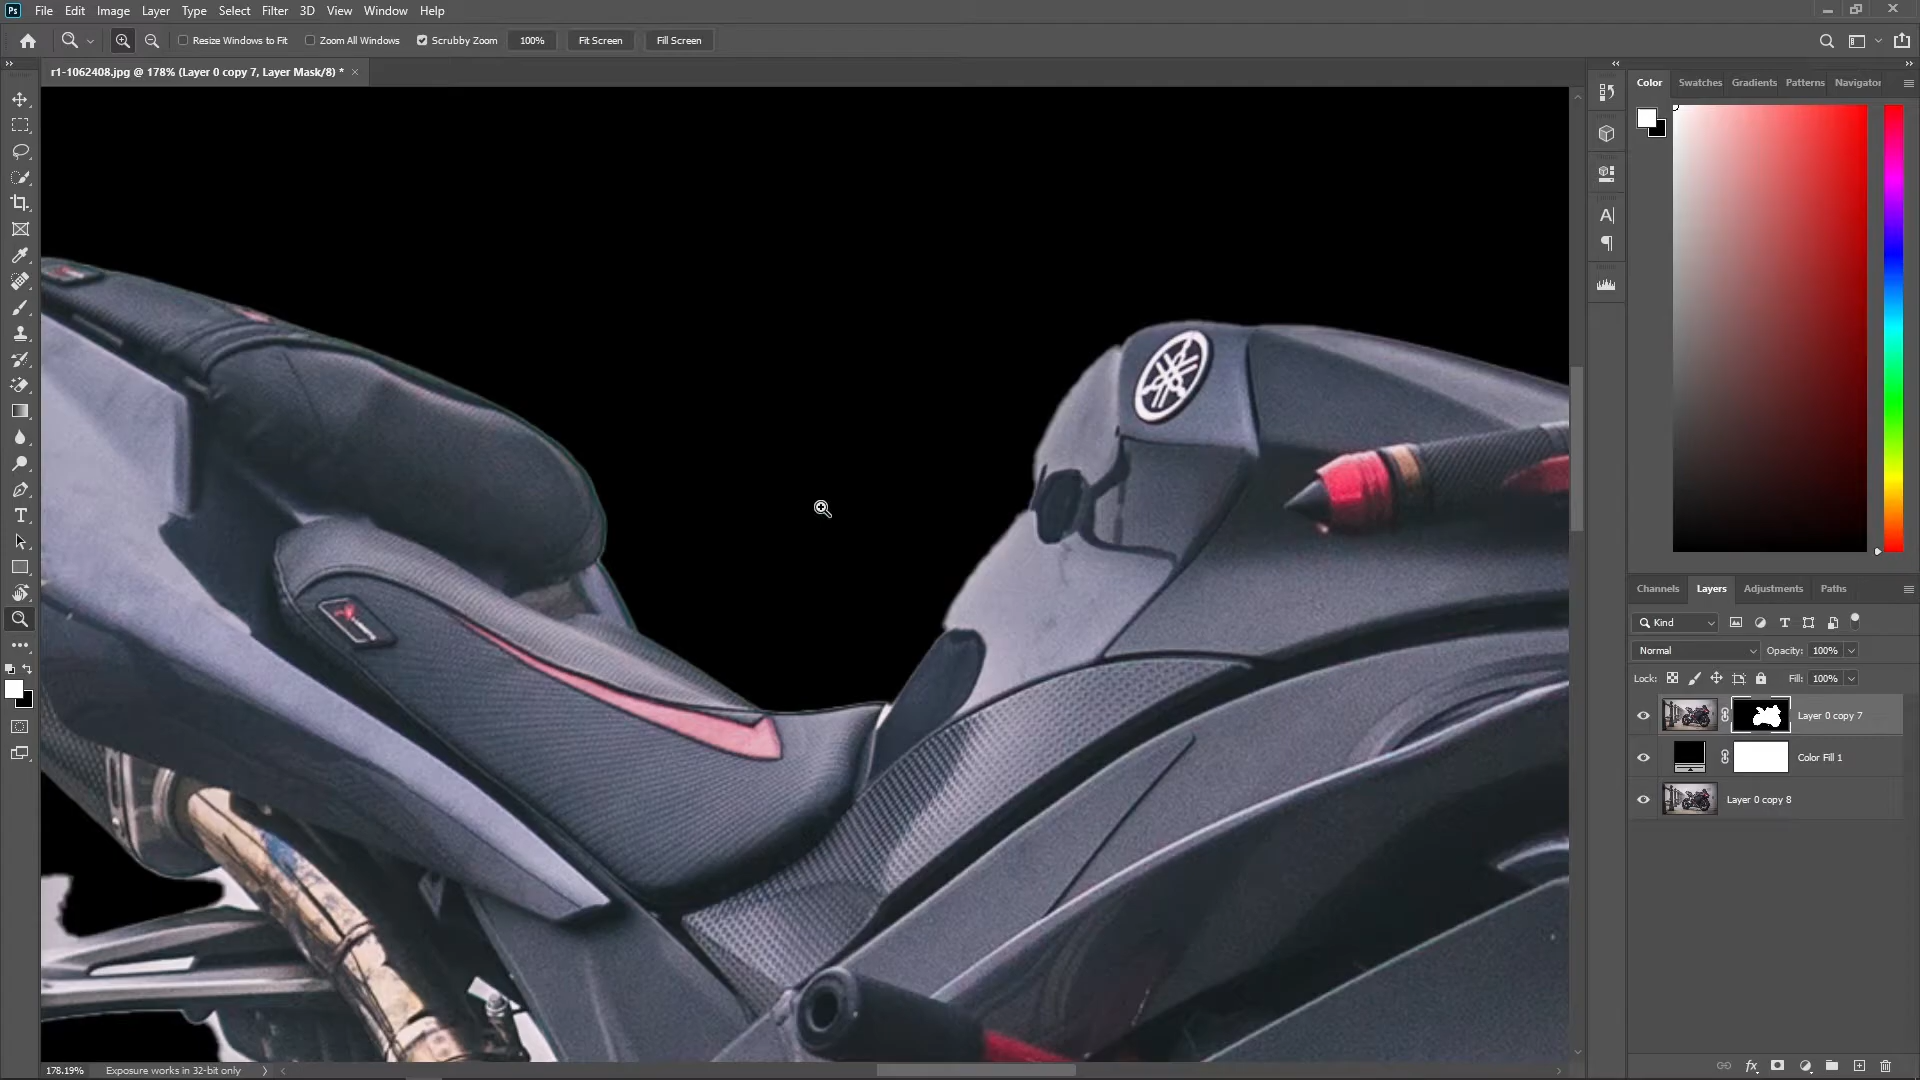 Ps File Edit Image Layer Type Select Filter 3D View Window Help
Resize Windows to Fit Zoom All Windows Scrubby Zoom 100% Fit Screen Fill Screen
r1-1062408.jpg @ 178% (Layer 0 copy 7, Layer Mask/8) *
Color Swatches Gradients Patterns Navigator
Channels Layers Adjustments Paths
Kind
Normal Opacity: 100%
Lock: Fill: 100%
Layer 0 copy 7
Color Fill 1
Layer 0 copy 8
178.19% Exposure works in 32-bit only